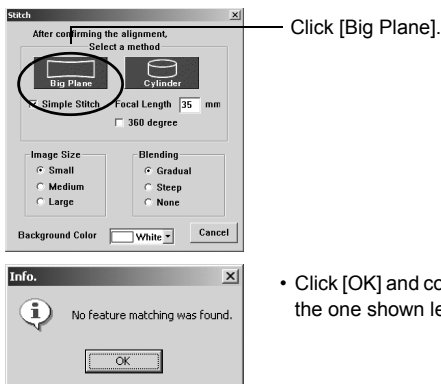 Stitch
After confirming the alignment,
Select a method
Click [Big Plane].
Big Plane
Cylinder
Simple Stitch
Focal Length 35 mm
360 degree
Image Size
Blending
Small
Gradual
Medium
Steep
Large
None
Background Color White
Cancel
Info.
No feature matching was found.
OK
• Click [OK] and co
the one shown le